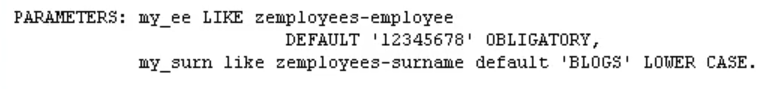 PARAMETERS: my_ee LIKE zemployees-employee
DEFAULT '12345678' OBLIGATORY,
my_surn like zemployees-surname default 'BLOGS' LOWER CASE.